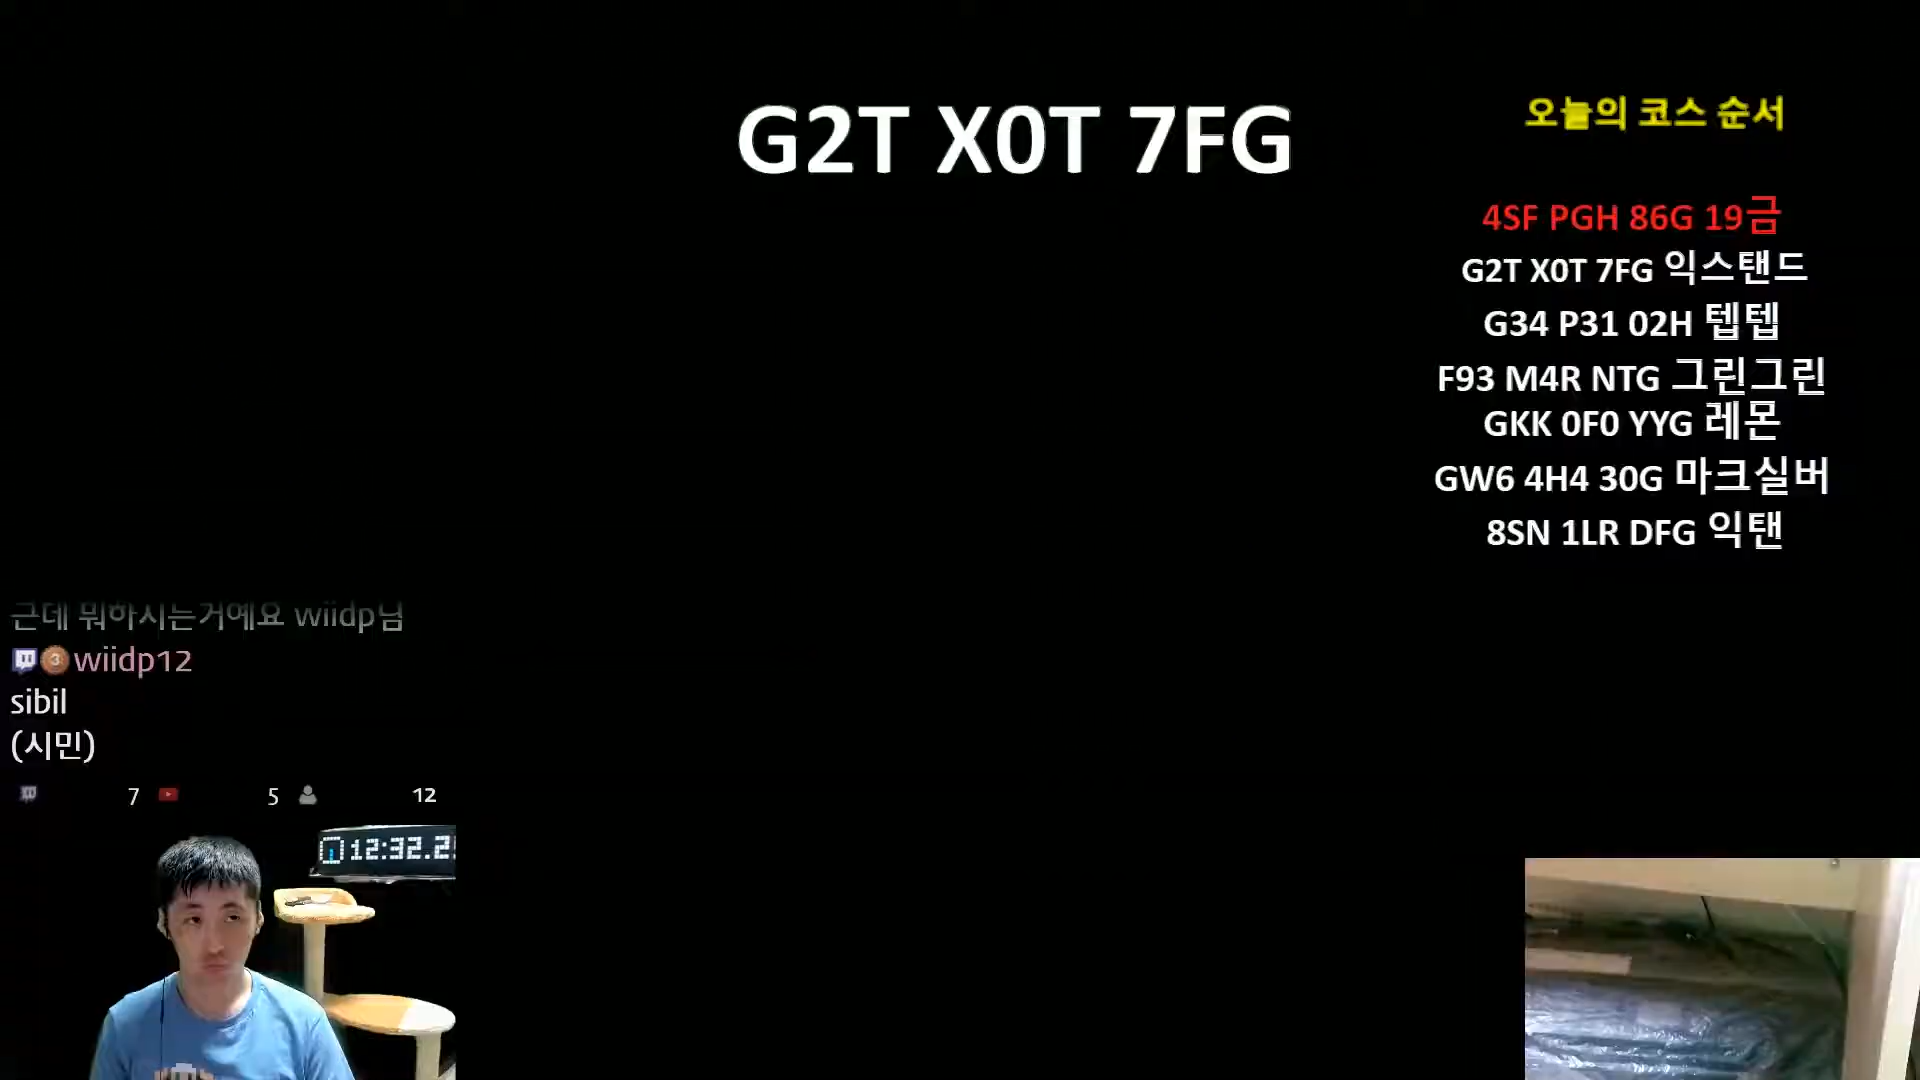 G2T X0T 7FG
오늘의 코스 순서
4SF PGH 86G 19금
G2T X0T 7FG 익스탠드
G34 P31 02H 텝텝
F93 M4R NTG 그린그린
GKK 0F0 YYG 레몬
GW6 4H4 30G 마크실버
8SN 1LR DFG 익탠
근데 뭐하시는거예요 wiidp님
3 wiidp12
sibil
(시민)
7 5 12
12:32.2